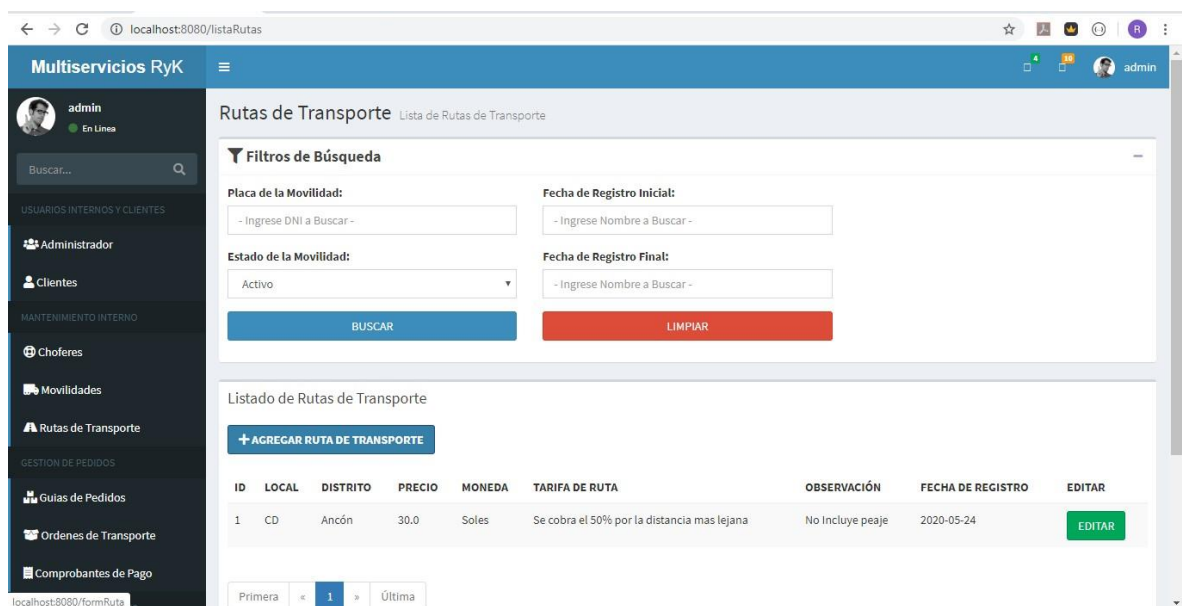 localhost:8080/listaRutas
R
Multiservicios RyK
4
10
admin
admin
En Linea
Buscar...
USUARIOS INTERNOS Y CLIENTES
Administrador
Clientes
MANTENIMIENTO INTERNO
Choferes
Movilidades
Rutas de Transporte
GESTION DE PEDIDOS
Guias de Pedidos
Ordenes de Transporte
Comprobantes de Pago
localhost:8080/formRuta
Rutas de Transporte Lista de Rutas de Transporte
Filtros de Búsqueda
Placa de la Movilidad:
Fecha de Registro Inicial:
- Ingrese DNI a Buscar -
- Ingrese Nombre a Buscar -
Estado de la Movilidad:
Fecha de Registro Final:
Activo
- Ingrese Nombre a Buscar -
BUSCAR
LIMPIAR
Listado de Rutas de Transporte
+ AGREGAR RUTA DE TRANSPORTE
ID LOCAL DISTRITO PRECIO MONEDA TARIFA DE RUTA OBSERVACIÓN FECHA DE REGISTRO EDITAR
1 CD Ancón 30.0 Soles Se cobra el 50% por la distancia mas lejana No Incluye peaje 2020-05-24 EDITAR
Primera « 1 » Última